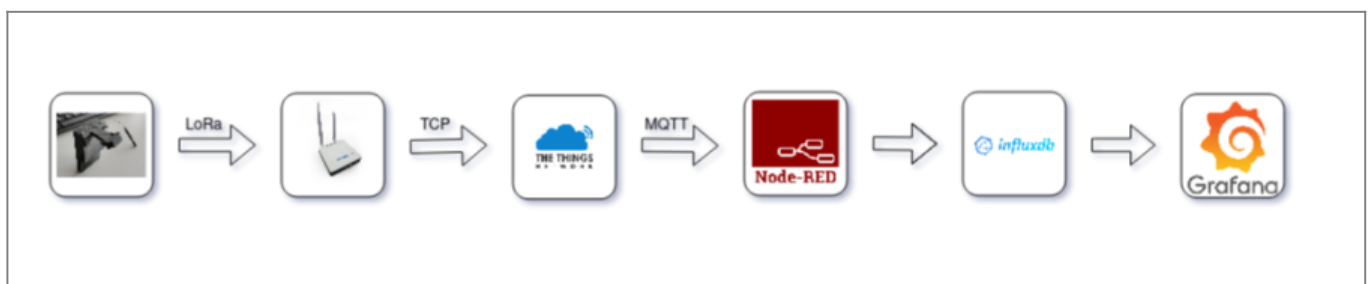 LoRa
TCP
THE THINGS
MQTT
Node-RED
influxdb
Grafana